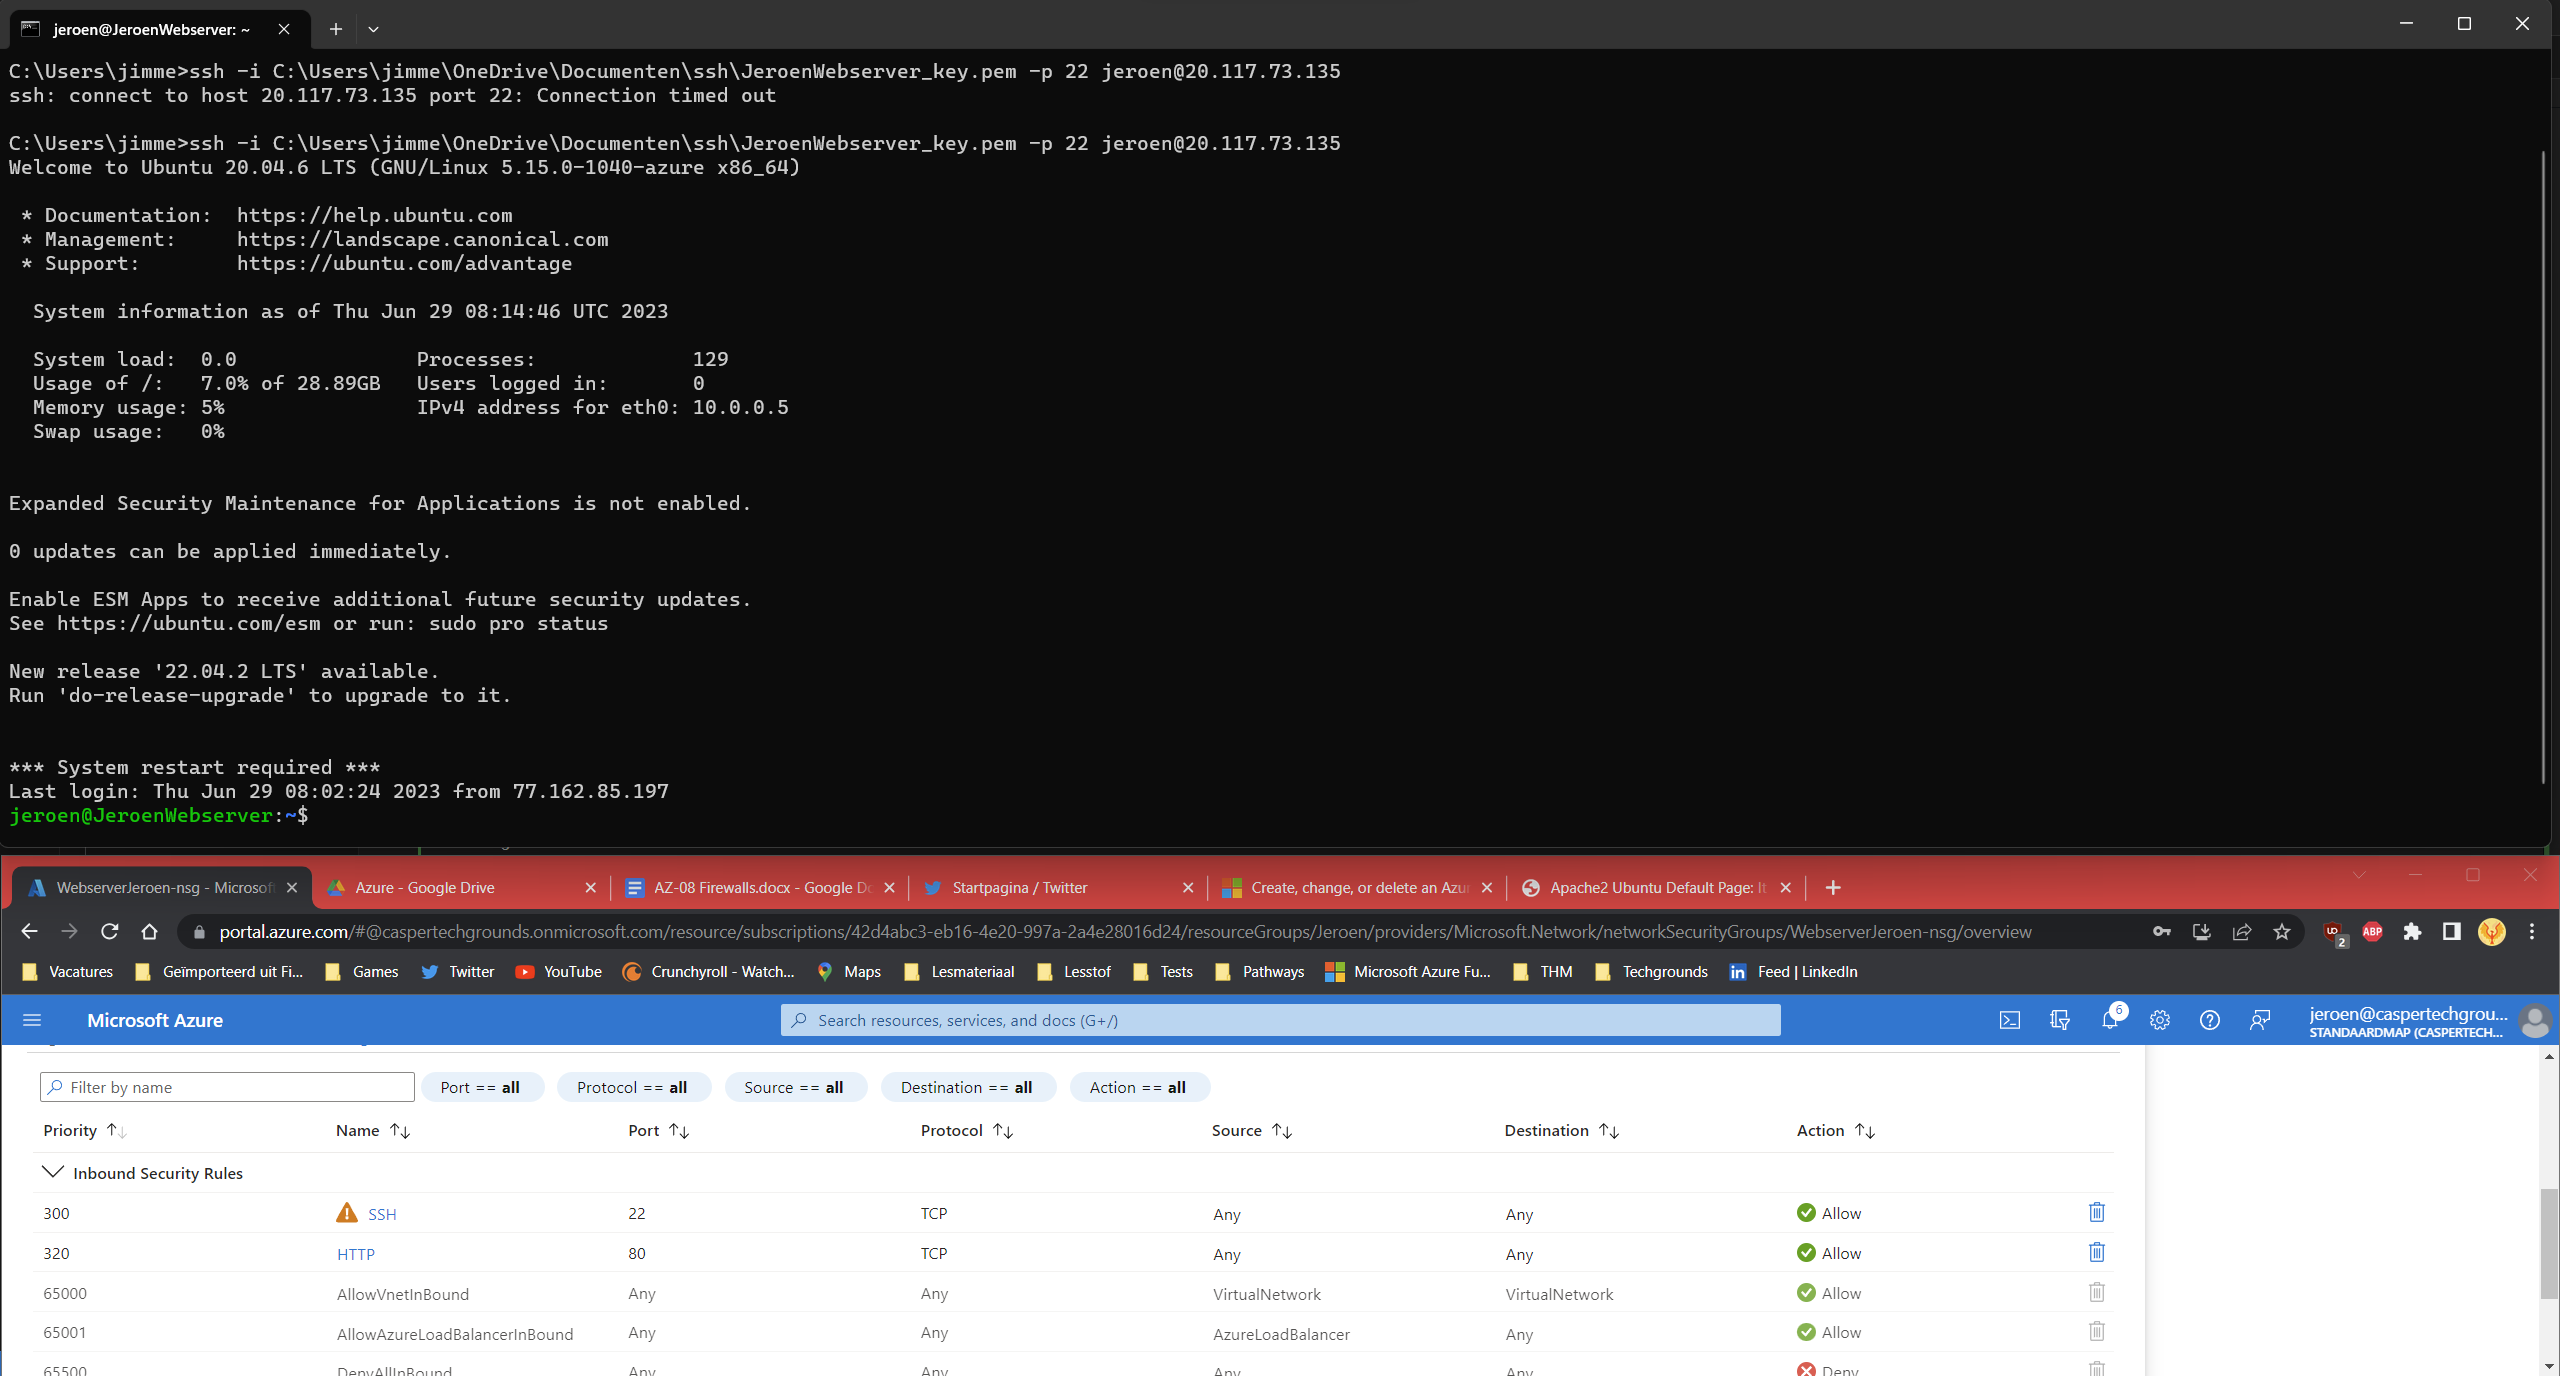 jeroen@JeroenWebserver: ~
C:\Users\jimme>ssh -i C:\Users\jimme\OneDrive\Documenten\ssh\JeroenWebserver_key.pem -p 22 jeroen@20.117.73.135
ssh: connect to host 20.117.73.135 port 22: Connection timed out
C:\Users\jimme>ssh -i C:\Users\jimme\OneDrive\Documenten\ssh\JeroenWebserver_key.pem -p 22 jeroen@20.117.73.135
Welcome to Ubuntu 20.04.6 LTS (GNU/Linux 5.15.0-1040-azure x86_64)
* Documentation: https://help.ubuntu.com
* Management: https://landscape.canonical.com
* Support: https://ubuntu.com/advantage
System information as of Thu Jun 29 08:14:46 UTC 2023
System load: 0.0 Processes: 129
Usage of /: 7.0% of 28.89GB Users logged in: 0
Memory usage: 5% IPv4 address for eth0: 10.0.0.5
Swap usage: 0%
Expanded Security Maintenance for Applications is not enabled.
0 updates can be applied immediately.
Enable ESM Apps to receive additional future security updates.
See https://ubuntu.com/esm or run: sudo pro status
New release '22.04.2 LTS' available.
Run 'do-release-upgrade' to upgrade to it.
*** System restart required ***
Last login: Thu Jun 29 08:02:24 2023 from 77.162.85.197
jeroen@JeroenWebserver:~$
WebserverJeroen-nsg - Microsof Azure - Google Drive AZ-08 Firewalls.docx - Google Do Startpagina / Twitter Create, change, or delete an Azur Apache2 Ubuntu Default Page: It
portal.azure.com/#@caspertechgrounds.onmicrosoft.com/resource/subscriptions/42d4abc3-eb16-4e20-997a-2a4e28016d24/resourceGroups/Jeroen/providers/Microsoft.Network/networkSecurityGroups/WebserverJeroen-nsg/overview 2 ABP
Vacatures Geïmporteerd uit Fi... Games Twitter YouTube Crunchyroll - Watch... Maps Lesmateriaal Lesstof Tests Pathways Microsoft Azure Fu... THM Techgrounds Feed | LinkedIn
Microsoft Azure Search resources, services, and docs (G+/) 6 jeroen@caspertechgrou...
STANDAARDMAP (CASPERTECH...
Filter by name Port == all Protocol == all Source == all Destination == all Action == all
Priority Name Port Protocol Source Destination Action
Inbound Security Rules
300 SSH 22 TCP Any Any Allow
320 HTTP 80 TCP Any Any Allow
65000 AllowVnetInBound Any Any VirtualNetwork VirtualNetwork Allow
65001 AllowAzureLoadBalancerInBound Any Any AzureLoadBalancer Any Allow
65500 DenyAllInBound Any Any Any Any Deny